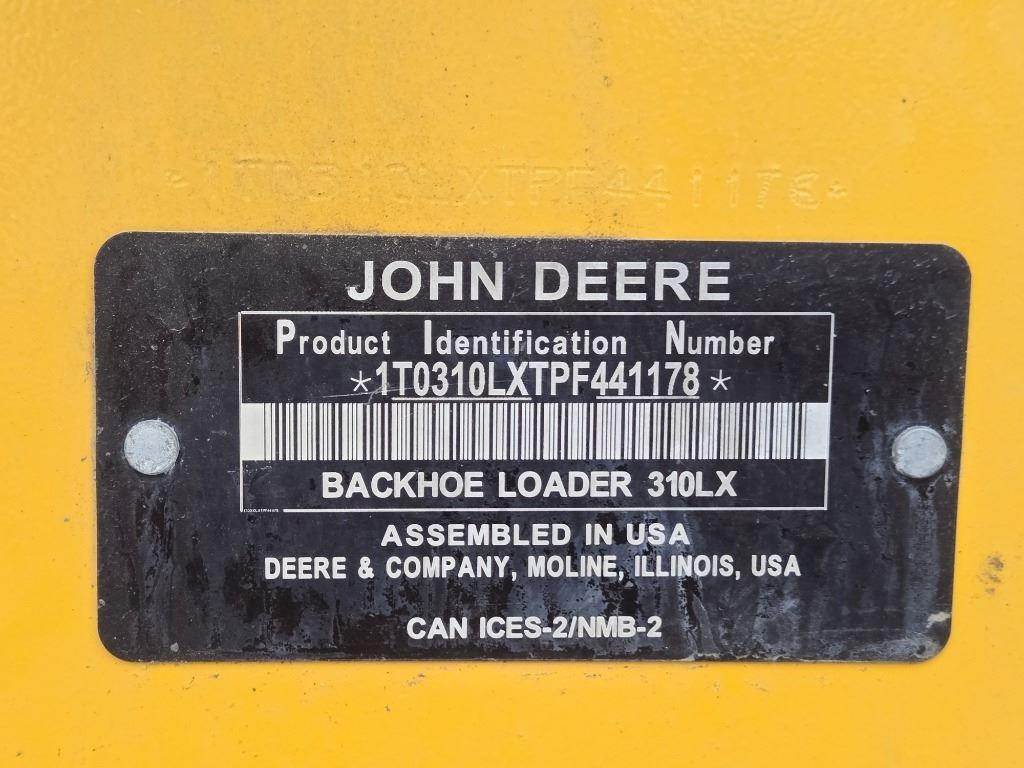 *1T0310LXTPF441178*
JOHN DEERE
Product Identification Number
*1T0310LXTPF441178*
BACKHOE LOADER 310LX
ASSEMBLED IN USA
DEERE & COMPANY, MOLINE, ILLINOIS, USA
CAN ICES-2/NMB-2